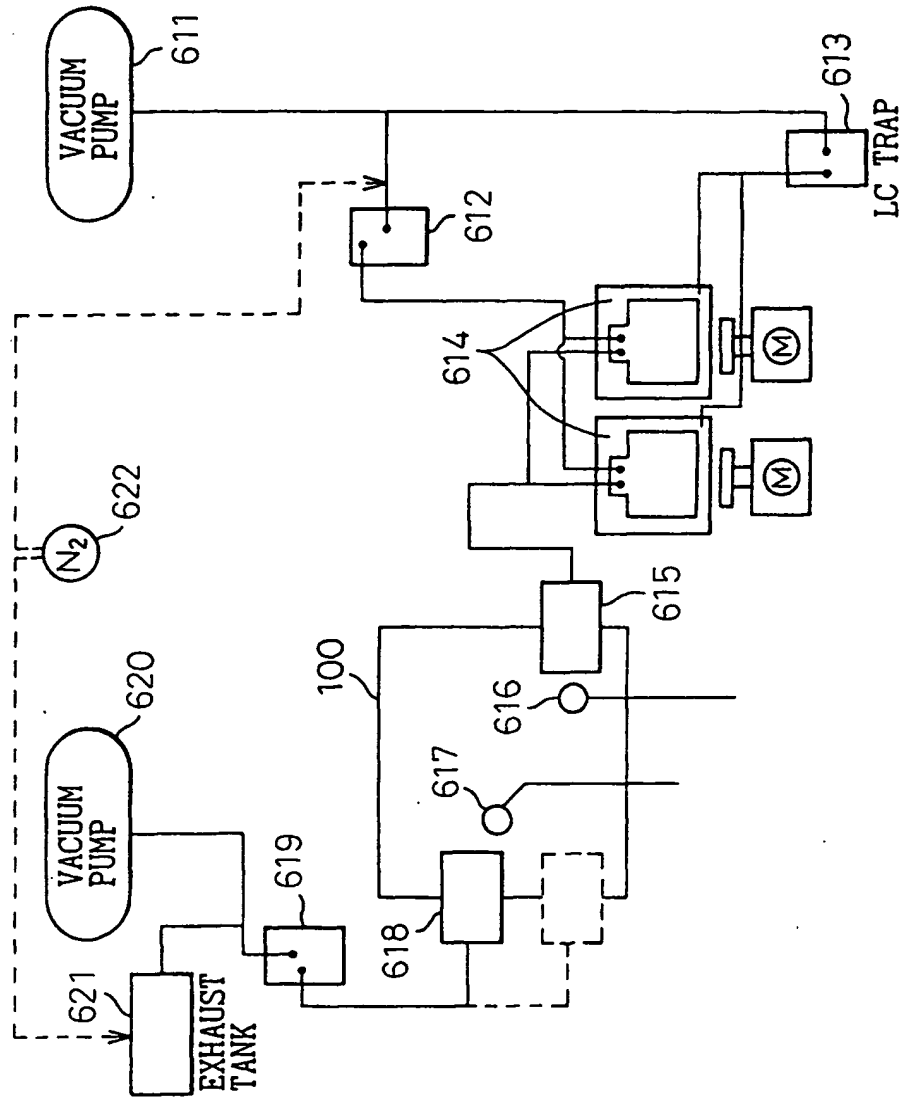 VACUUM
PUMP
N₂
VACUUM
PUMP
621
620
622
611
EXHAUST
TANK
619
100
618
617
614
612
616
615
M
M
613
LC TRAP